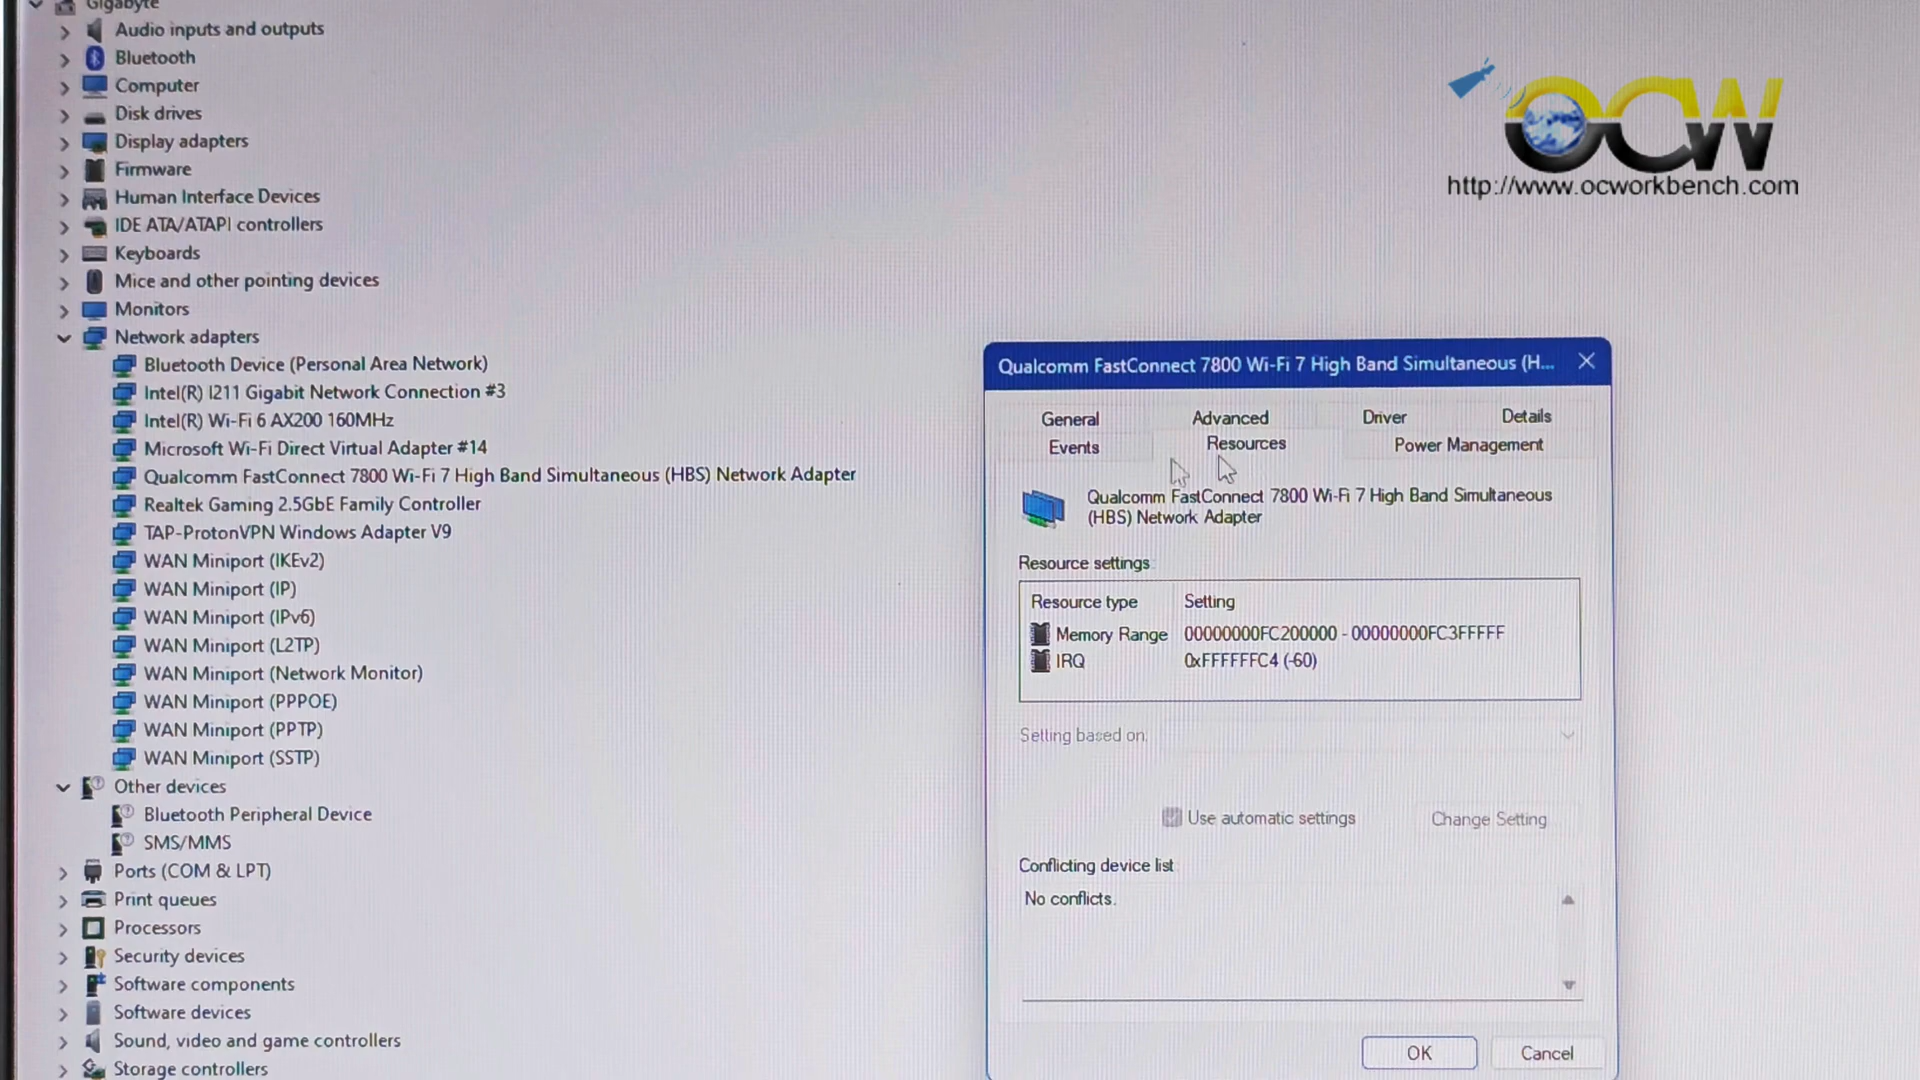 Gigabyte
Audio inputs and outputs
Bluetooth
Computer
Disk drives
Display adapters
Firmware
Human Interface Devices
IDE ATA/ATAPI controllers
Keyboards
Mice and other pointing devices
Monitors
Network adapters
Bluetooth Device (Personal Area Network)
Intel(R) I211 Gigabit Network Connection #3
Intel(R) Wi-Fi 6 AX200 160MHz
Microsoft Wi-Fi Direct Virtual Adapter #14
Qualcomm FastConnect 7800 Wi-Fi 7 High Band Simultaneous (HBS) Network Adapter
Realtek Gaming 2.5GbE Family Controller
TAP-ProtonVPN Windows Adapter V9
WAN Miniport (IKEv2)
WAN Miniport (IP)
WAN Miniport (IPv6)
WAN Miniport (L2TP)
WAN Miniport (Network Monitor)
WAN Miniport (PPPOE)
WAN Miniport (PPTP)
WAN Miniport (SSTP)
Other devices
Bluetooth Peripheral Device
SMS/MMS
Ports (COM & LPT)
Print queues
Processors
Security devices
Software components
Software devices
Sound, video and game controllers
Storage controllers
OCW
http://www.ocworkbench.com
Qualcomm FastConnect 7800 Wi-Fi 7 High Band Simultaneous (H...
General Advanced Driver Details
Events Resources Power Management
Qualcomm FastConnect 7800 Wi-Fi 7 High Band Simultaneous
(HBS) Network Adapter
Resource settings:
Resource type Setting
Memory Range 00000000FC200000 - 00000000FC3FFFFF
IRQ 0xFFFFFFC4 (-60)
Setting based on:
Use automatic settings Change Setting
Conflicting device list
No conflicts.
OK Cancel